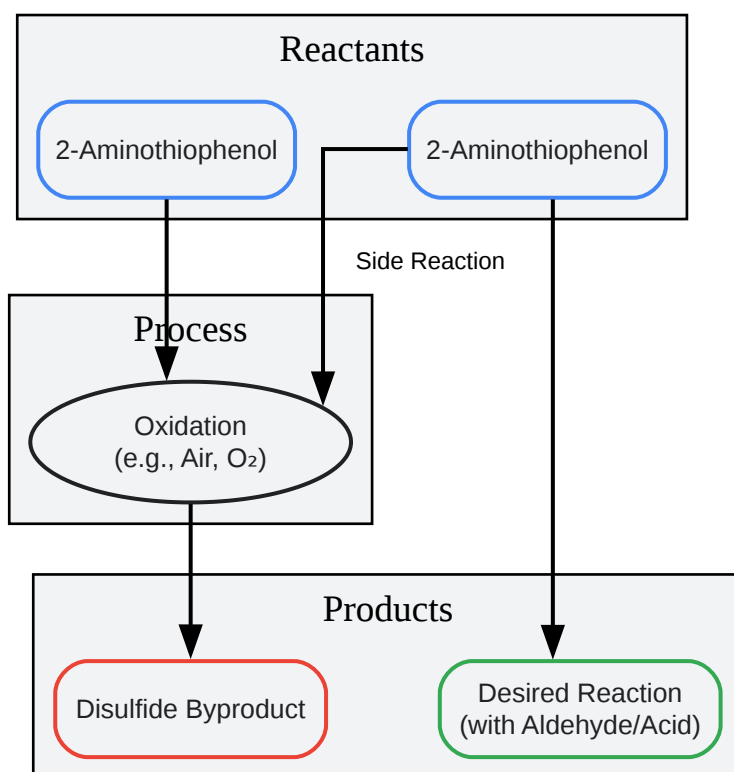 Reactants
2-Aminothiophenol
2-Aminothiophenol
Side Reaction
Process
Oxidation
(e.g., Air, O₂)
Products
Disulfide Byproduct
Desired Reaction
(with Aldehyde/Acid)